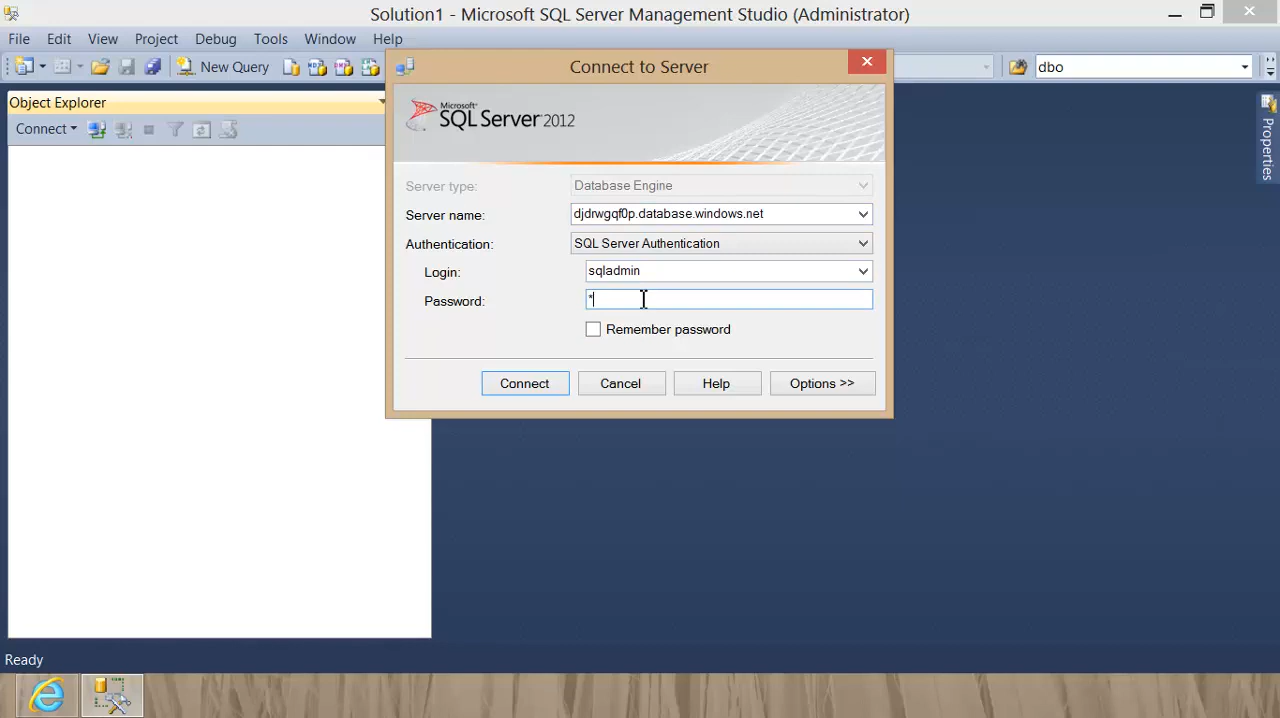 Solution1 - Microsoft SQL Server Management Studio (Administrator)
File Edit View Project Debug Tools Window Help
New Query
dbo
Connect to Server
Object Explorer
Connect
Microsoft®
SQL Server® 2012
Properties
Server type: Database Engine
Server name: djdrwgqf0p.database.windows.net
Authentication: SQL Server Authentication
Login: sqladmin
Password: *
Remember password
Connect Cancel Help Options >>
Ready